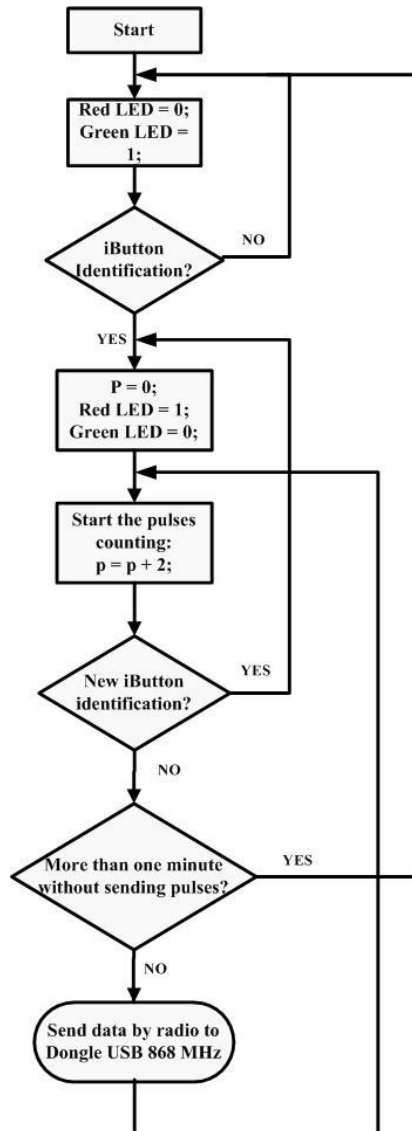 Start
Red LED = 0;
Green LED =
1;
NO
iButton
Identification?
YES
P = 0;
Red LED = 1;
Green LED = 0;
Start the pulses
counting:
p = p + 2;
YES
New iButton
identification?
NO
More than one minute
without sending pulses?
YES
NO
Send data by radio to
Dongle USB 868 MHz